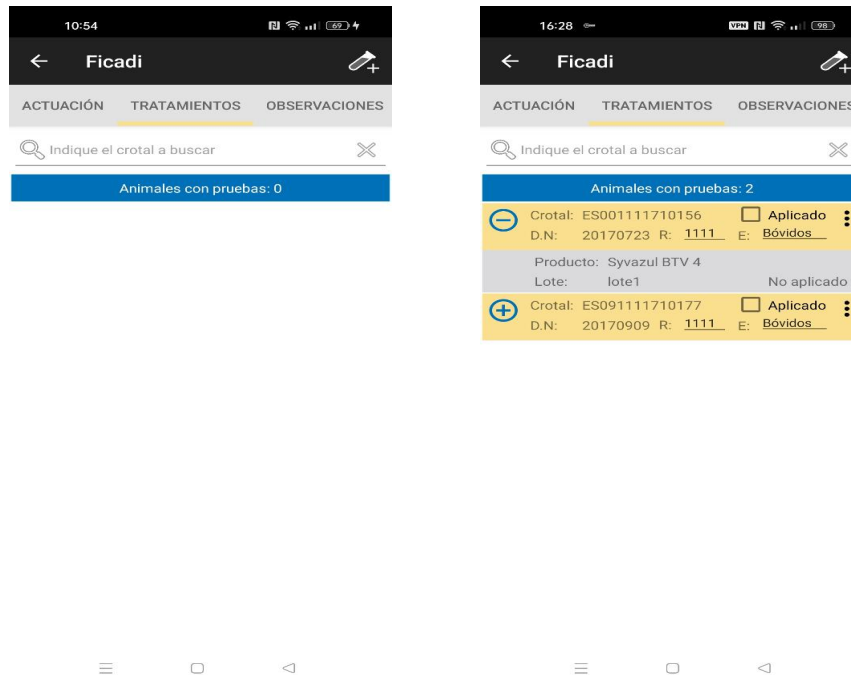 10:54
69
Ficadi
ACTUACIÓN TRATAMIENTOS OBSERVACIONES
Indique el crotal a buscar
Animales con pruebas: 0
16:28 VPN 98
Ficadi
ACTUACIÓN TRATAMIENTOS OBSERVACIONES
Indique el crotal a buscar
Animales con pruebas: 2
Crotal: ES001111710156 Aplicado
D.N: 20170723 R: 1111 E: Bóvidos
Producto: Syvazul BTV 4
Lote: lote1 No aplicado
Crotal: ES091111710177 Aplicado
D.N: 20170909 R: 1111 E: Bóvidos